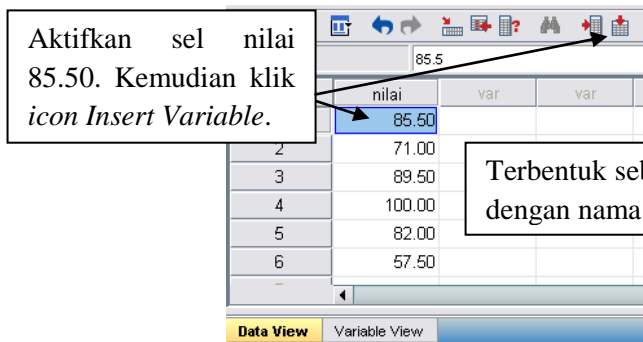 Aktifkan sel nilai
85.50. Kemudian klik
icon Insert Variable.
85.5
nilai var var
85.50
2 71.00
3 89.50
4 100.00
5 82.00
6 57.50
Terbentuk
dengan nama
Data View Variable View